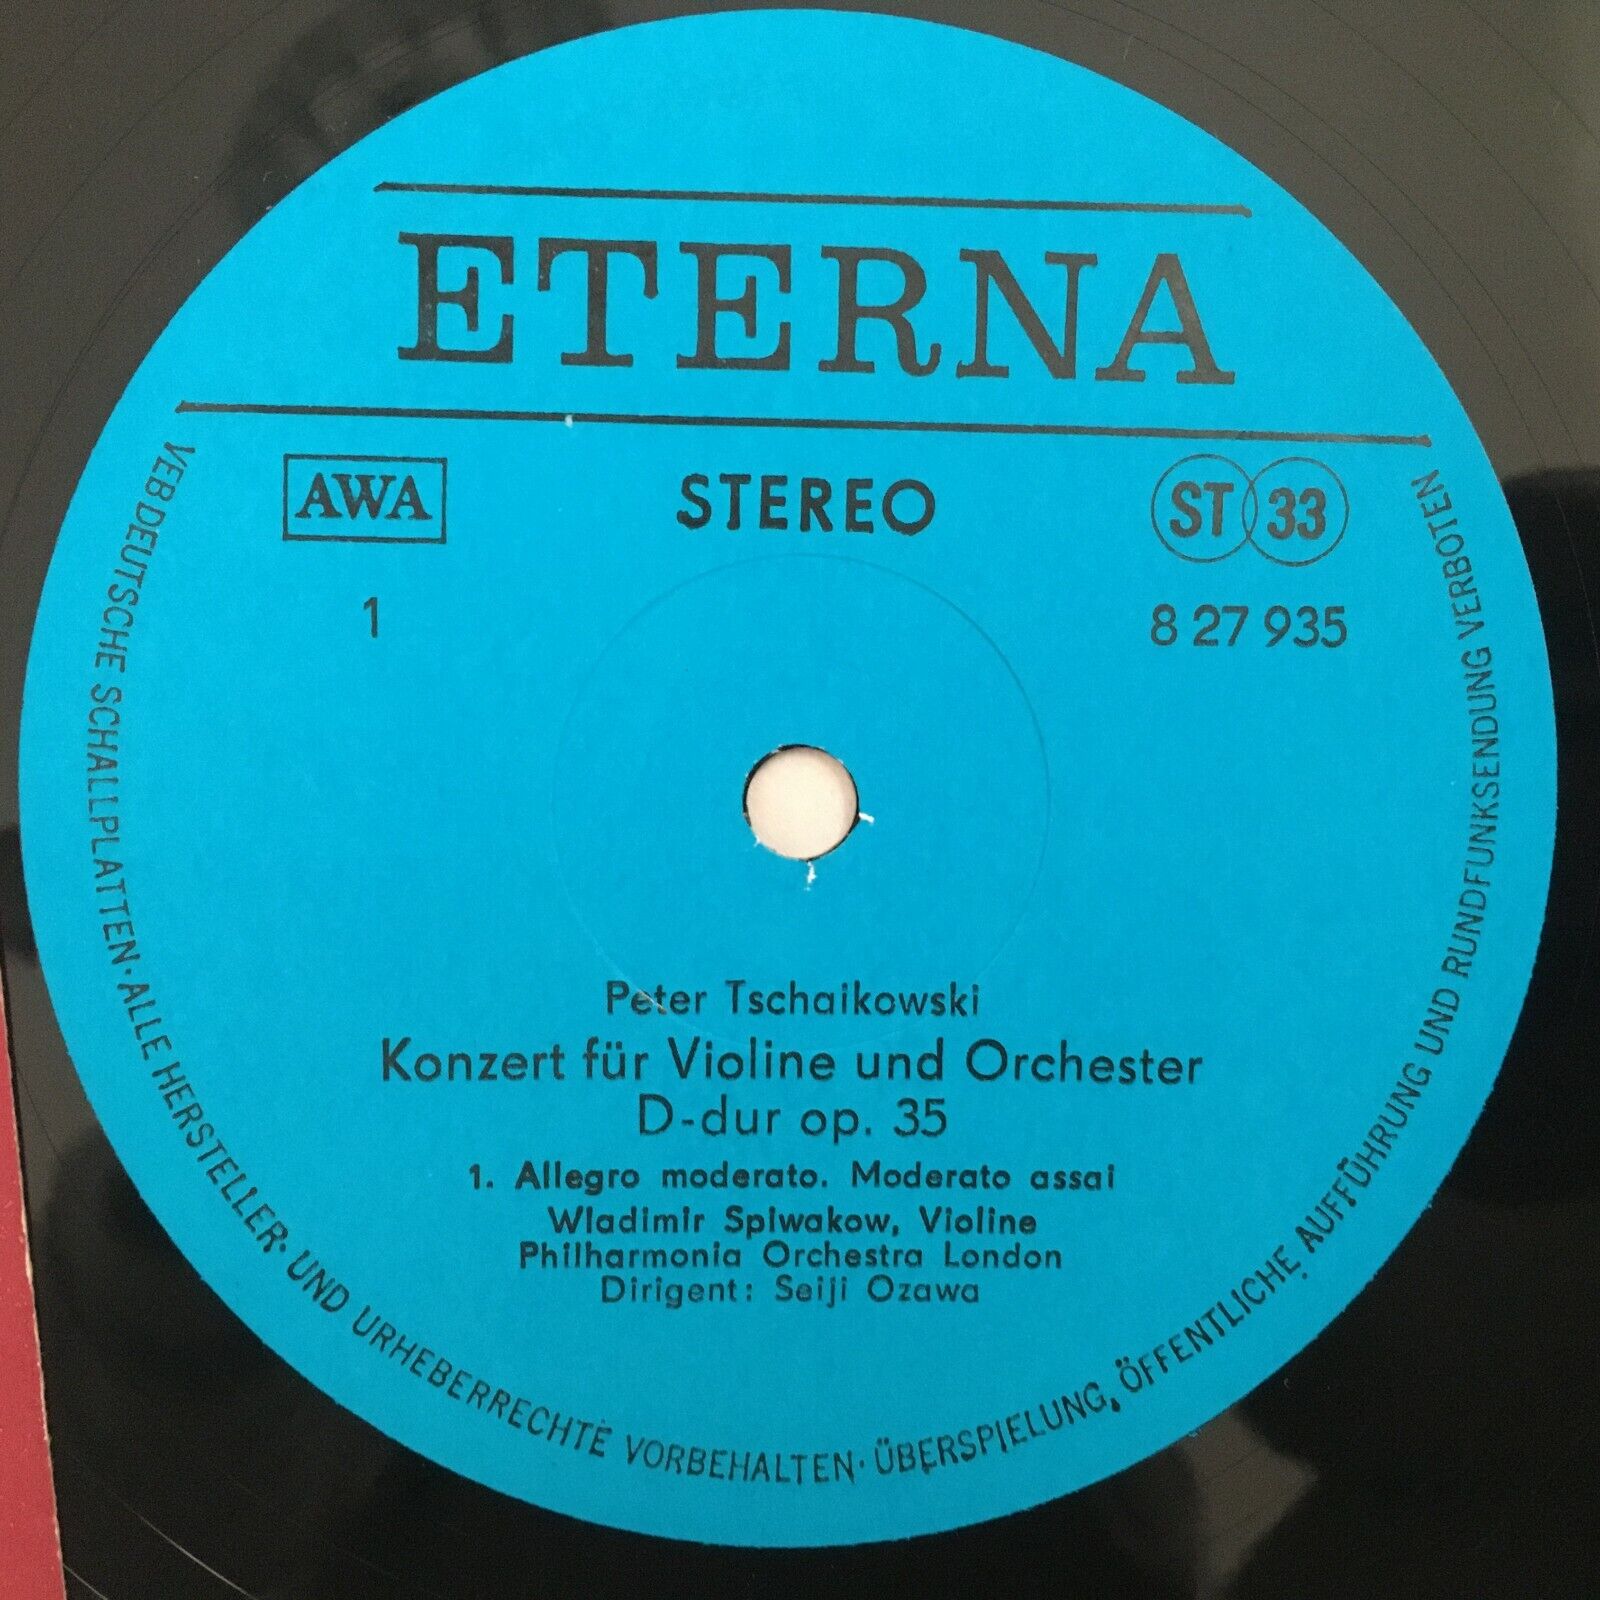 ETERNA
AWA
STEREO
ST 33
1
8 27 935
Peter Tschaikowski
Konzert für Violine und Orchester
D-dur op. 35
1. Allegro moderato. Moderato assai
Wladimir Spiwakow, Violine
Philharmonia Orchestra London
Dirigent: Seiji Ozawa
VEB DEUTSCHE SCHALLPLATTEN · ALLE HERSTELLER- UND URHEBERRECHTE VORBEHALTEN · ÜBERSPIELUNG, ÖFFENTLICHE AUFFÜHRUNG UND RUNDFUNKSENDUNG VERBOTEN